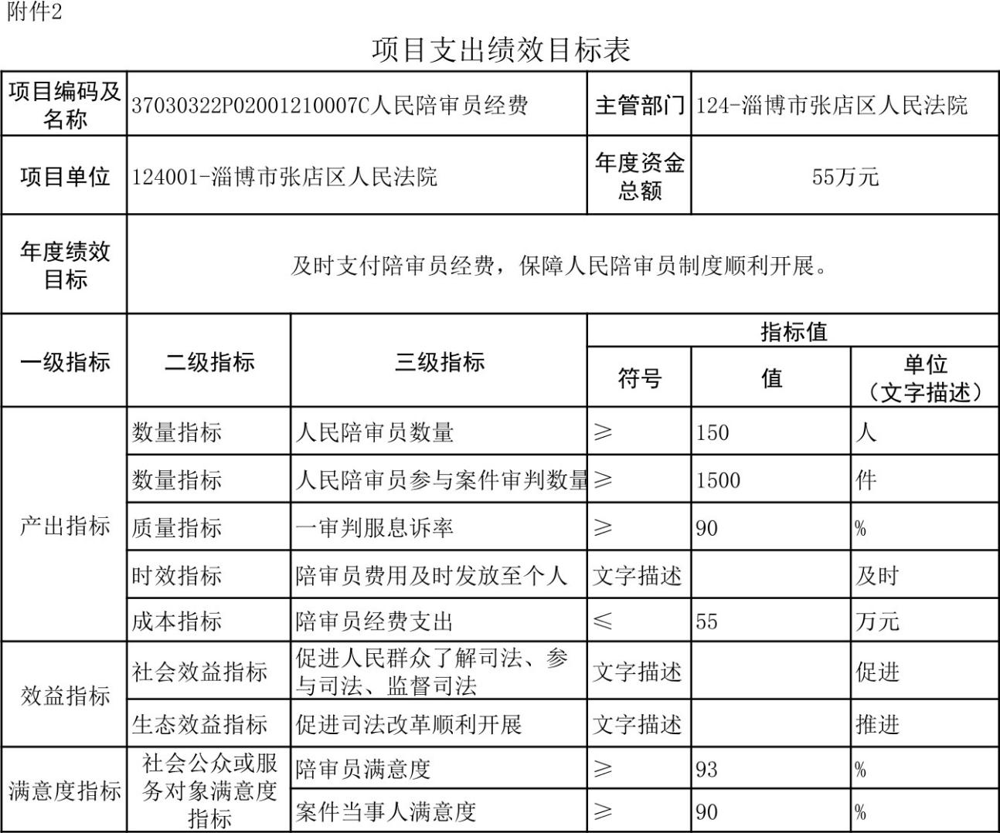 附件2
项目支出绩效目标表
项目编码及
名称
37030322P02001210007C人民陪审员经费
主管部门
124-淄博市张店区人民法院
项目单位
124001-淄博市张店区人民法院
年度资金
总额
55万元
年度绩效
目标
及时支付陪审员经费，保障人民陪审员制度顺利开展。
一级指标
二级指标
三级指标
指标值
符号
值
单位
（文字描述）
产出指标
数量指标
人民陪审员数量
≥
150
人
数量指标
人民陪审员参与案件审判数量
≥
1500
件
质量指标
一审判服息诉率
≥
90
%
时效指标
陪审员费用及时发放至个人
文字描述
及时
成本指标
陪审员经费支出
≤
55
万元
效益指标
社会效益指标
促进人民群众了解司法、参
与司法、监督司法
文字描述
促进
生态效益指标
促进司法改革顺利开展
文字描述
推进
满意度指标
社会公众或服
务对象满意度
指标
陪审员满意度
≥
93
%
案件当事人满意度
≥
90
%